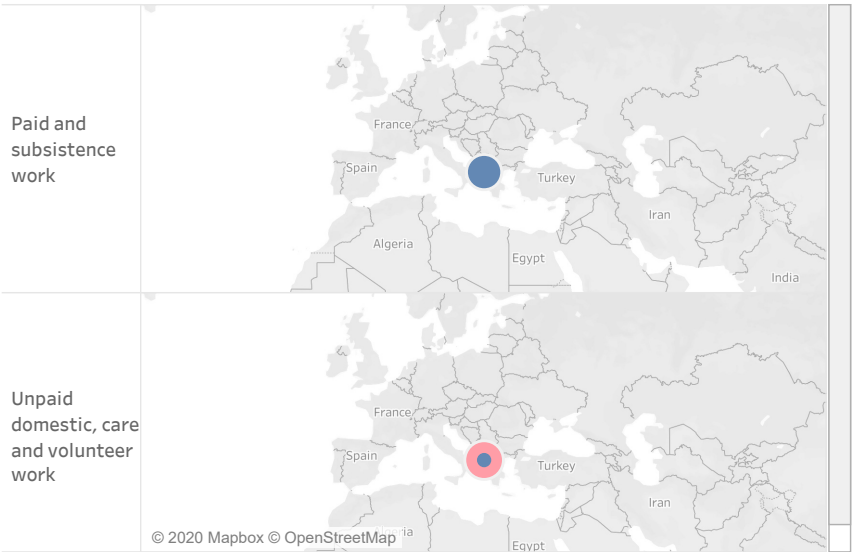 Paid and
subsistence
work
France
Spain
Turkey
Algeria
Iran
Egypt
India
Unpaid
domestic, care
and volunteer
work
France
Spain
Turkey
Iran
Egypt
© 2020 Mapbox © OpenStreetMap